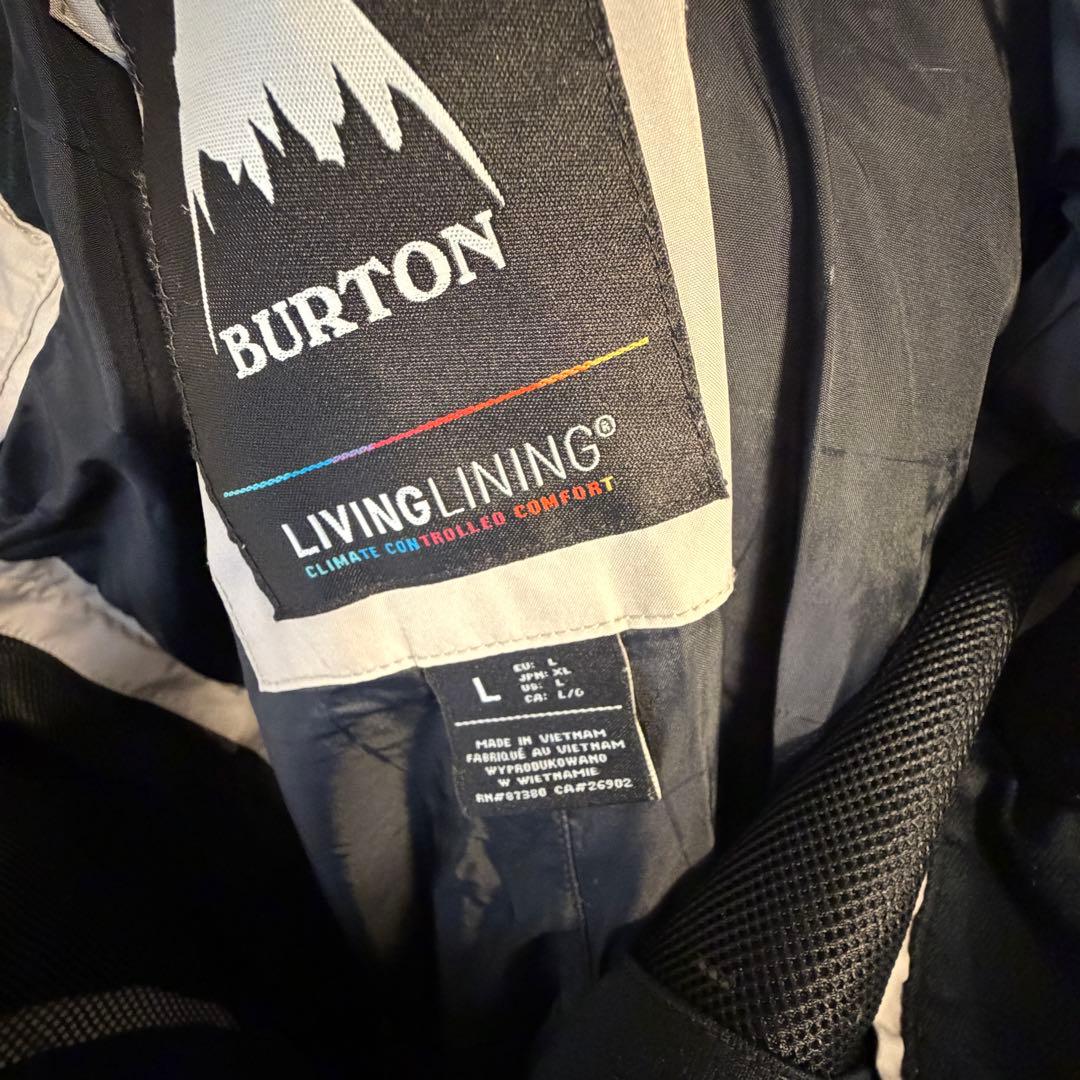 BURTON
LIVINGLINING®
CLIMATE CONTROLLED COMFORT
L
EU: L
JPN: XL
US: L
CA: L/G
MADE IN VIETNAM
FABRIQUÉ AU VIETNAM
WYPRODUKOWANO
W WIETNAMIE
RN#87380 CA#26902